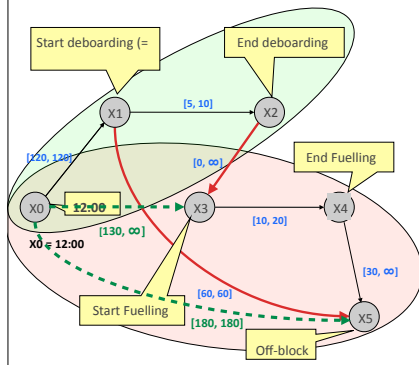 Start deboarding (=
End deboarding
X1
[5, 10]
X2
[120, 120]
[0, ∞]
End Fuelling
X0
12:00
X3
[10, 20]
X4
[130, ∞]
X0 = 12:00
[30, ∞]
Start Fuelling
[60, 60]
[180, 180]
X5
Off-block